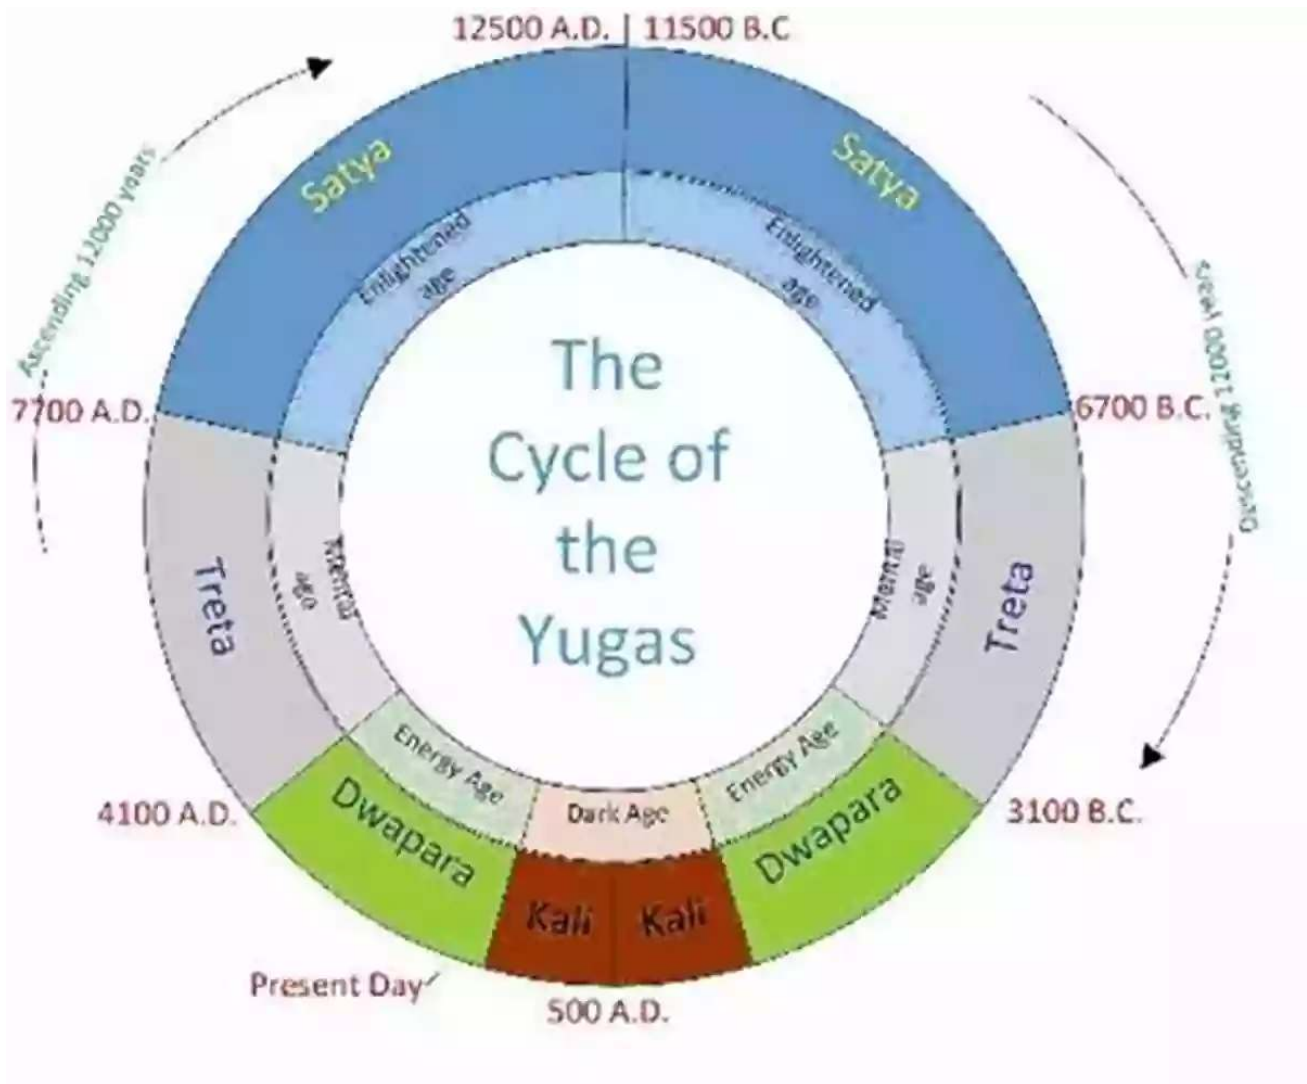 12500 A.D.
11500 B.C
Satya
Satya
Enlightened
age
Enlightened
age
Ascending 12000 years
Descending 12000 years
7700 A.D.
6700 B.C.
The
Cycle of
the
Yugas
Treta
Mental
age
Mental
age
Treta
Energy Age
Energy Age
Dwapara
Dark Age
Dwapara
4100 A.D.
3100 B.C.
Kali
Kali
Present Day
500 A.D.